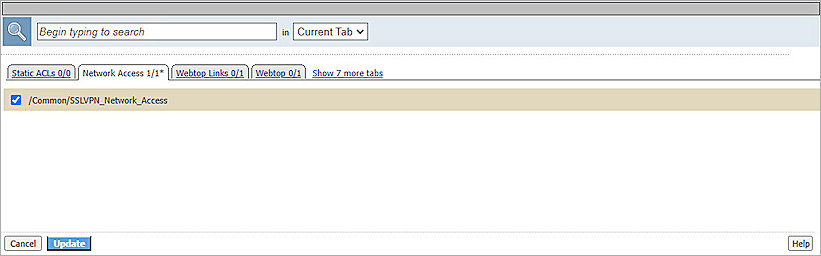 Begin typing to search in Current Tab
Static ACLs 0/0 Network Access 1/1* Webtop Links 0/1 Webtop 0/1 Show 7 more tabs
/Common/SSLVPN_Network_Access
Cancel Update Help